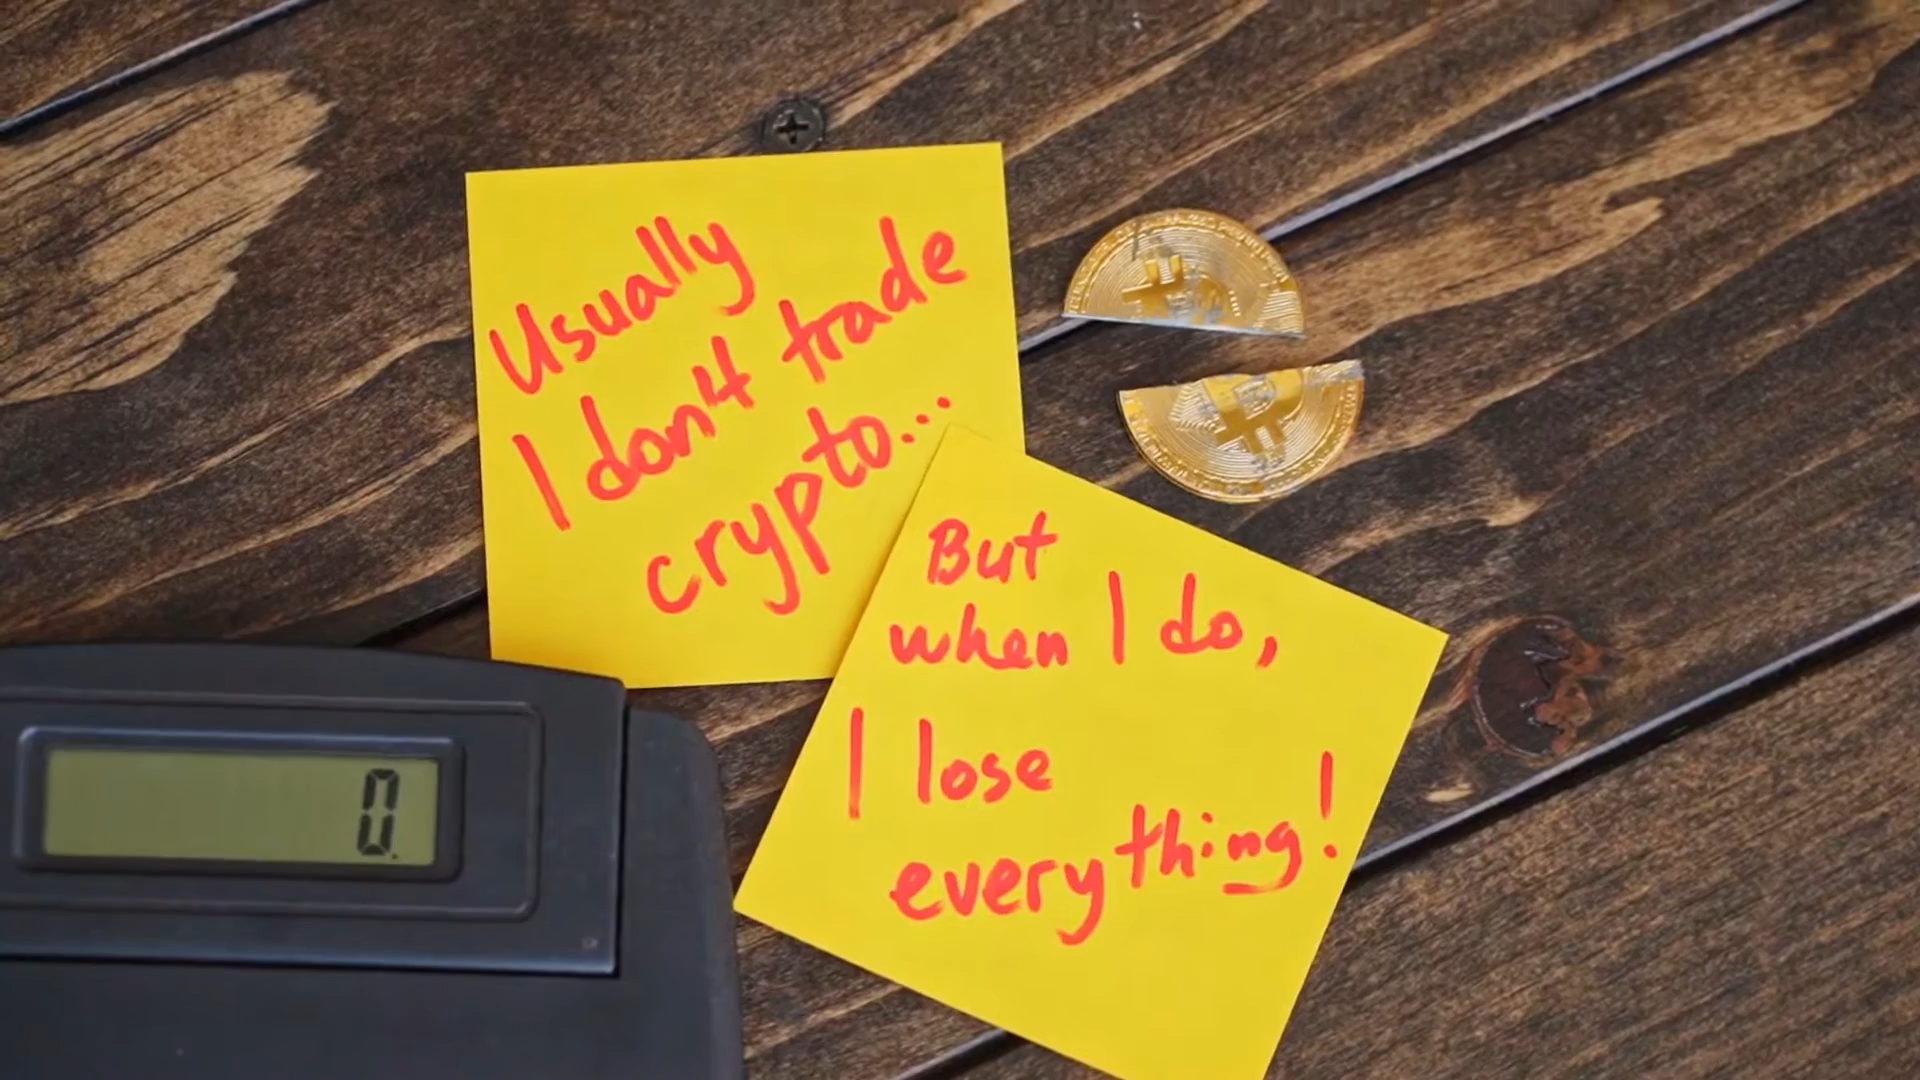 Usually
I don't trade
crypto...
But
when I do,
I lose
everything!
0.